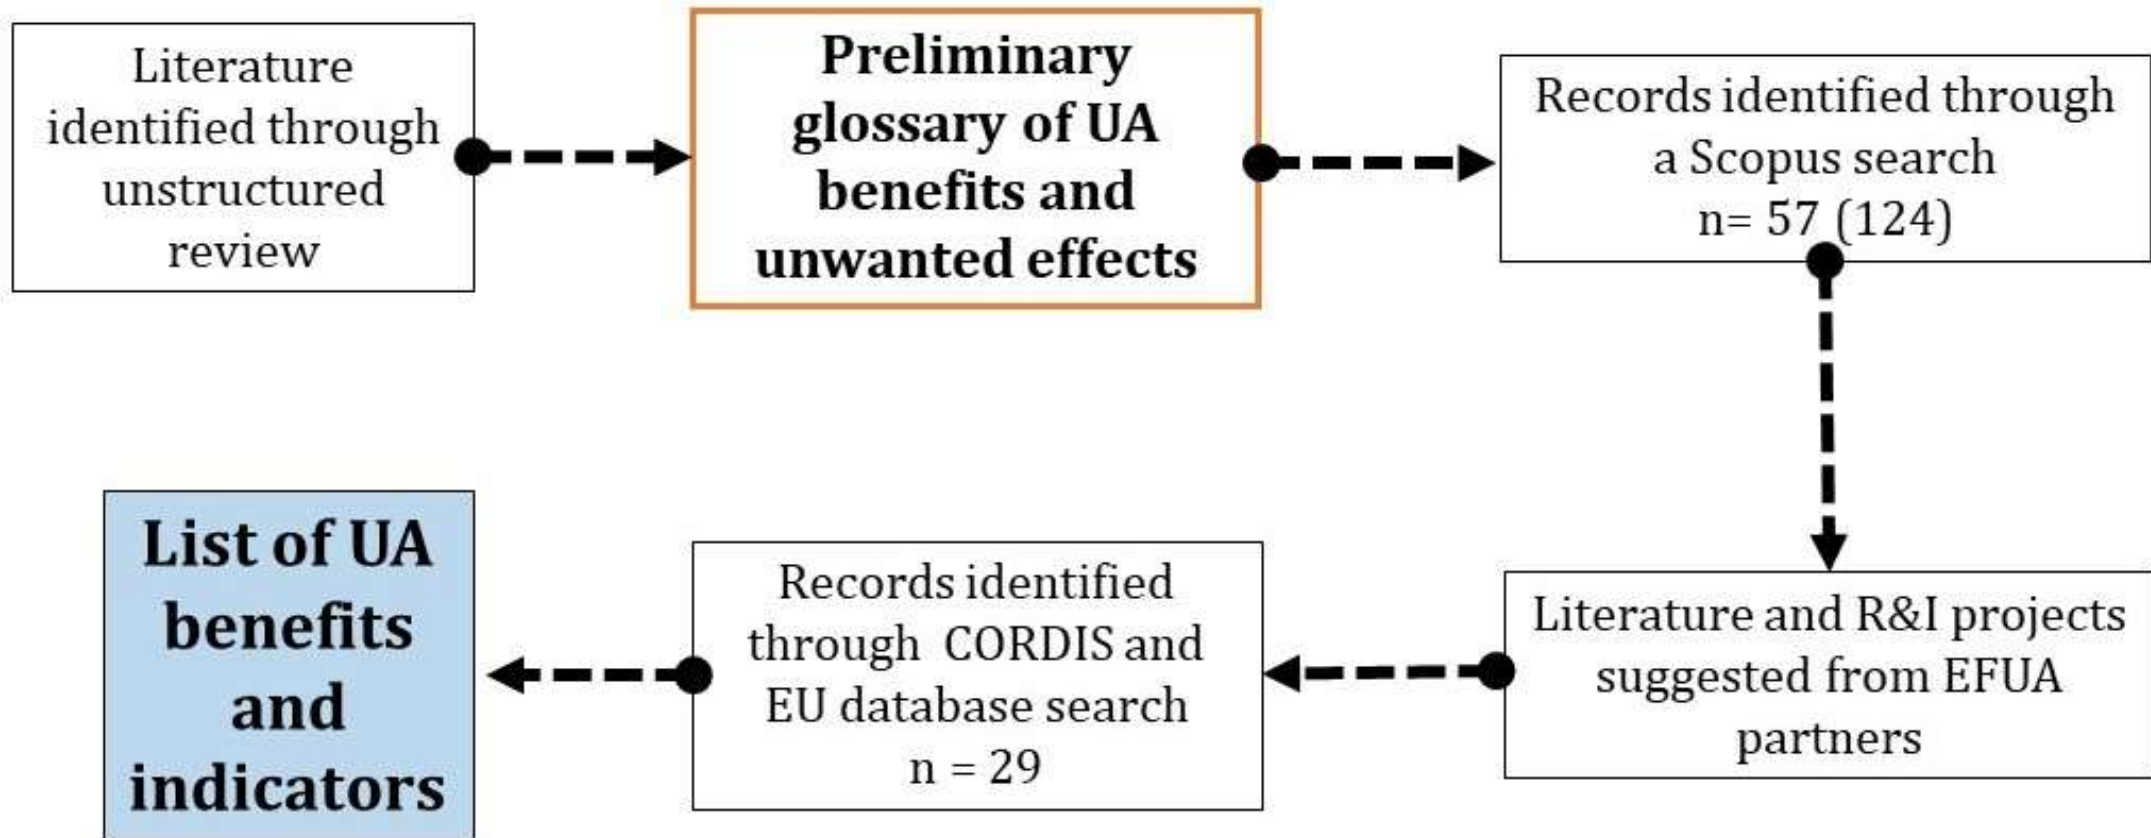 Literature
identified through
unstructured
review
Preliminary
glossary of UA
benefits and
unwanted effects
Records identified through
a Scopus search
n= 57 (124)
Literature and R&I projects
suggested from EFUA
partners
Records identified
through CORDIS and
EU database search
n = 29
List of UA
benefits
and
indicators